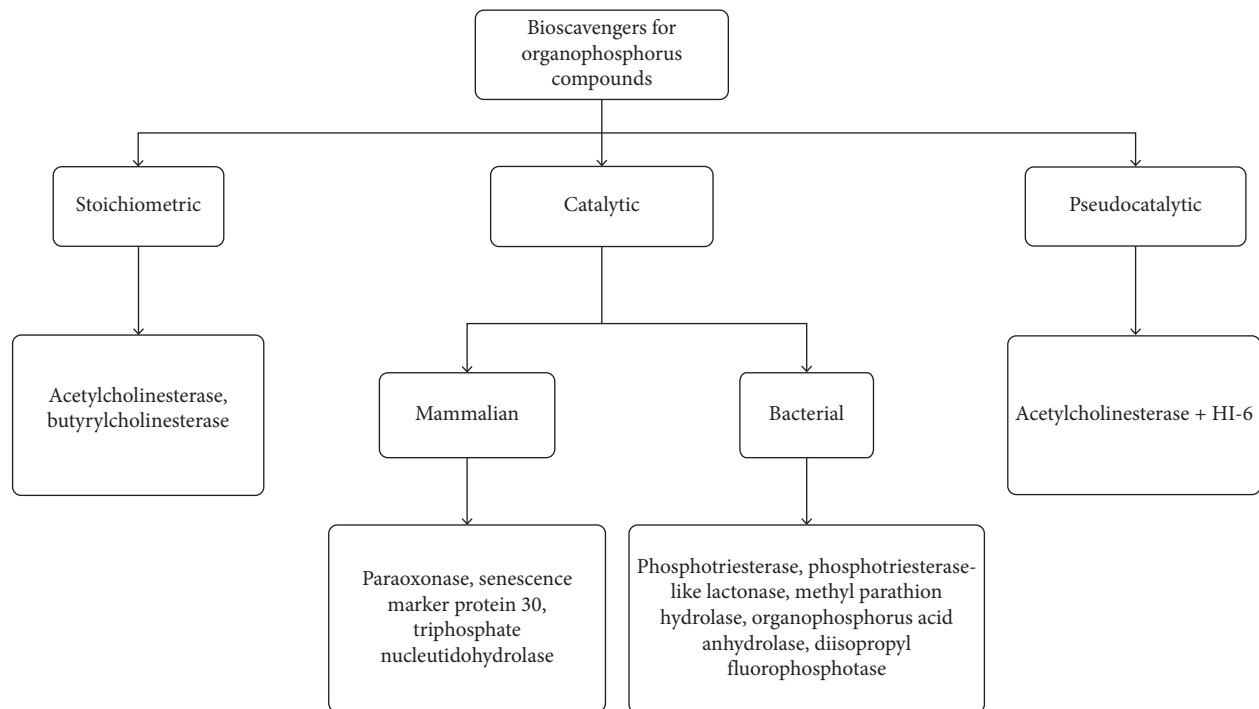 Bioscavengers for
organophosphorus
compounds
Stoichiometric
Catalytic
Pseudocatalytic
Acetylcholinesterase,
butyrylcholinesterase
Mammalian
Bacterial
Acetylcholinesterase + HI-6
Paraoxonase, senescence
marker protein 30,
triphosphate
nucleutidohydrolase
Phosphotriesterase, phosphotriesterase-
like lactonase, methyl parathion
hydrolase, organophosphorus acid
anhydrolase, diisopropyl
fluorophosphotase